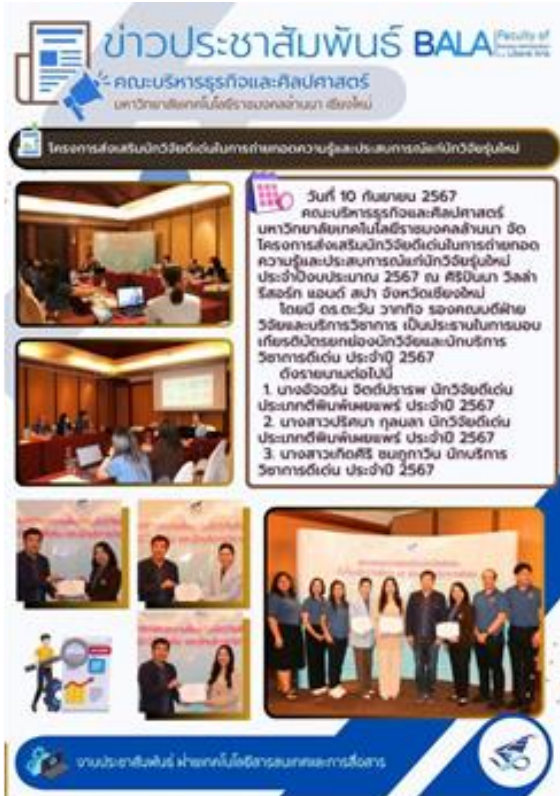 ข่าวประชาสัมพันธ์ BALA Faculty of
Business Administration
and Liberal Arts
คณะบริหารธุรกิจและศิลปศาสตร์
มหาวิทยาลัยเทคโนโลยีราชมงคลล้านนา เชียงใหม่
โครงการส่งเสริมนักวิจัยดีเด่นในการถ่ายทอดความรู้และประสบการณ์แก่นักวิจัยรุ่นใหม่
วันที่ 10 กันยายน 2567
คณะบริหารธุรกิจและศิลปศาสตร์
มหาวิทยาลัยเทคโนโลยีราชมงคลล้านนา จัด
โครงการส่งเสริมนักวิจัยดีเด่นในการถ่ายทอด
ความรู้และประสบการณ์แก่นักวิจัยรุ่นใหม่
ประจำปีงบประมาณ 2567 ณ ศิริปันนา วิลล่า
รีสอร์ท แอนด์ สปา จังหวัดเชียงใหม่
โดยมี ดร.ตะวัน วาทกิจ รองคณบดีฝ่าย
วิจัยและบริการวิชาการ เป็นประธานในการมอบ
เกียรติบัตรยกย่องนักวิจัยและนักบริการ
วิชาการดีเด่น ประจำปี 2567
ดังรายนามต่อไปนี้
1. นางอัจฉริน จิตต์ปรารพ นักวิจัยดีเด่น
ประเภทตีพิมพ์เผยแพร่ ประจำปี 2567
2. นางสาวปริศนา กุลนลา นักวิจัยดีเด่น
ประเภทตีพิมพ์เผยแพร่ ประจำปี 2567
3. นางสาวเกิดศิริ ชมภูกาวิน นักบริการ
วิชาการดีเด่น ประจำปี 2567
งานประชาสัมพันธ์ ฝ่ายเทคโนโลยีสารสนเทศและการสื่อสาร